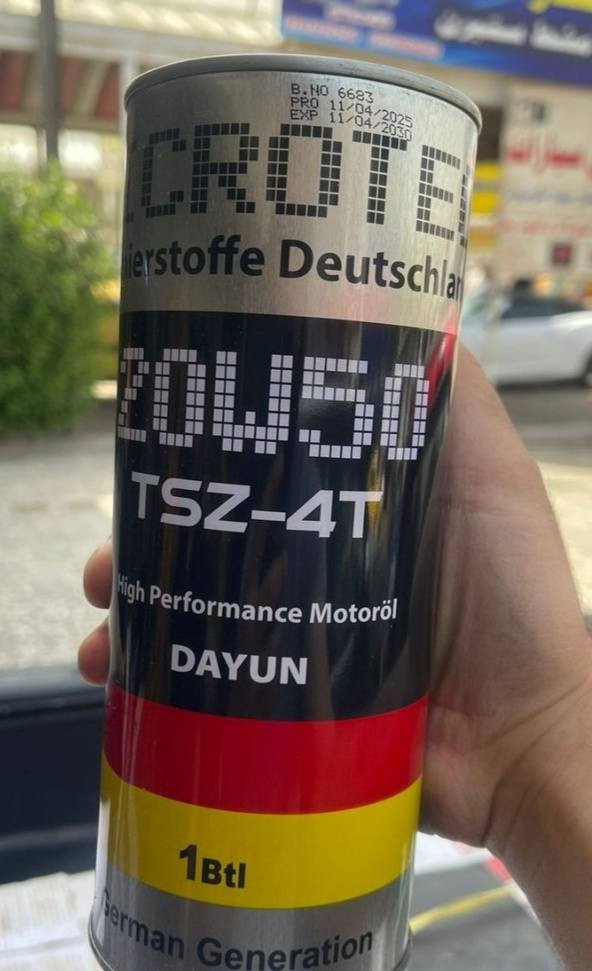 B.NO 6683
PRO 11/04/2025
EXP 11/04/2030
CROTE
ierstoffe Deutschlan
20W50
TSZ-4T
High Performance Motoröl
DAYUN
1Btl
German Generation